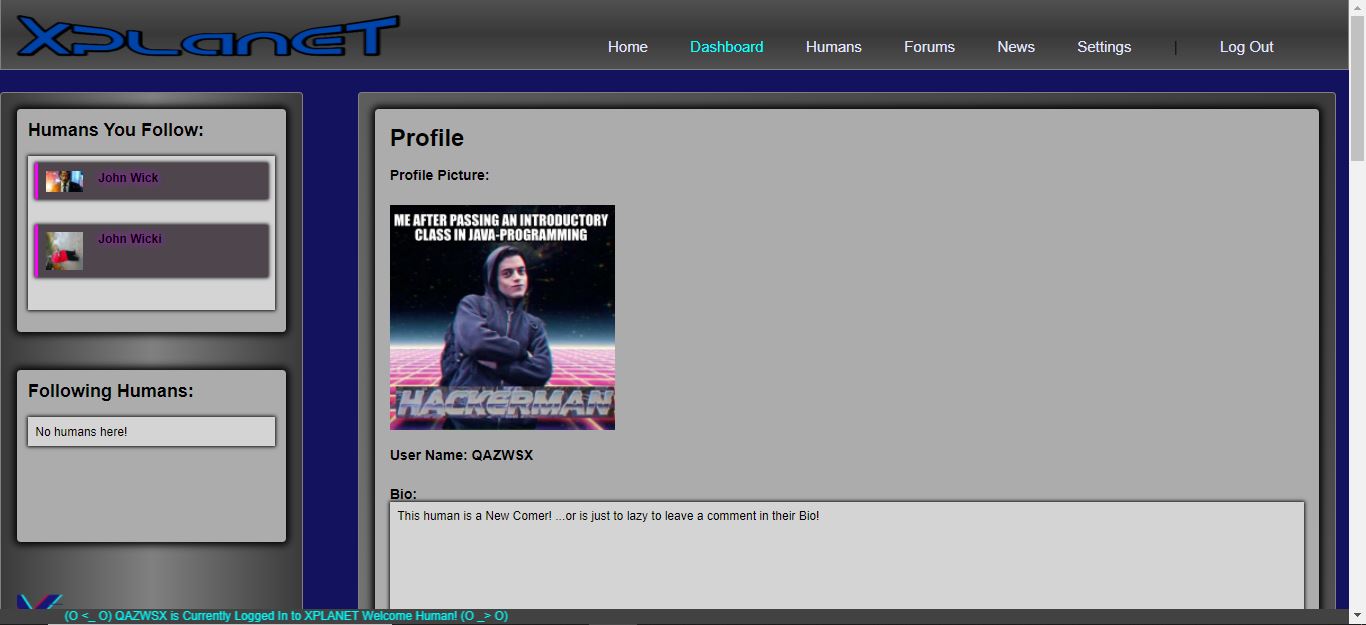 XPLANET
Home Dashboard Humans Forums News Settings | Log Out
Humans You Follow:
John Wick
John Wicki
Following Humans:
No humans here!
Profile
Profile Picture:
ME AFTER PASSING AN INTRODUCTORY
CLASS IN JAVA-PROGRAMMING
HACKERMAN
User Name: QAZWSX
Bio:
This human is a New Comer! ...or is just to lazy to leave a comment in their Bio!
(O <_ O) QAZWSX is Currently Logged In to XPLANET Welcome Human! (O _> O)